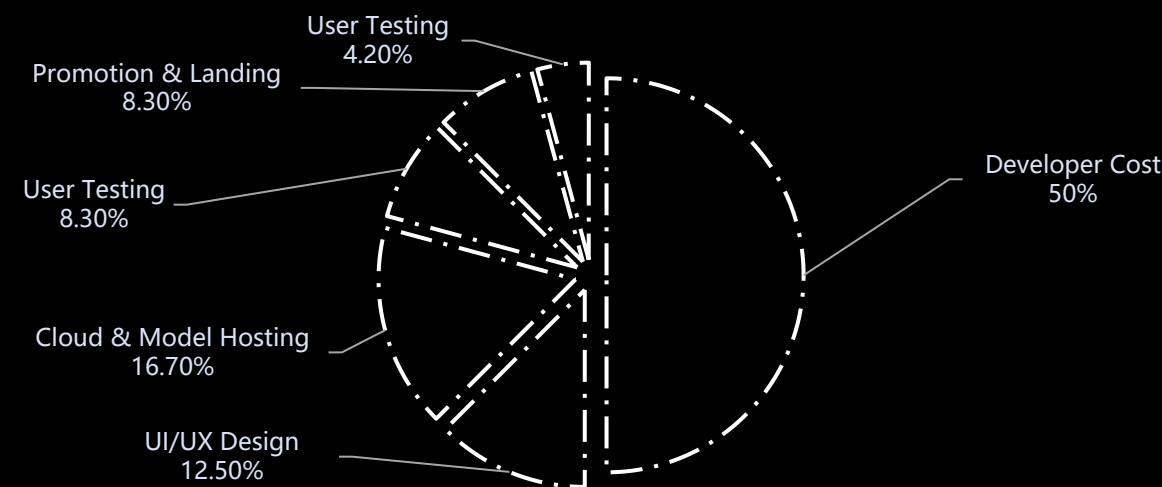 User Testing
4.20%
Promotion & Landing
8.30%
User Testing
8.30%
Developer Cost
50%
Cloud & Model Hosting
16.70%
UI/UX Design
12.50%